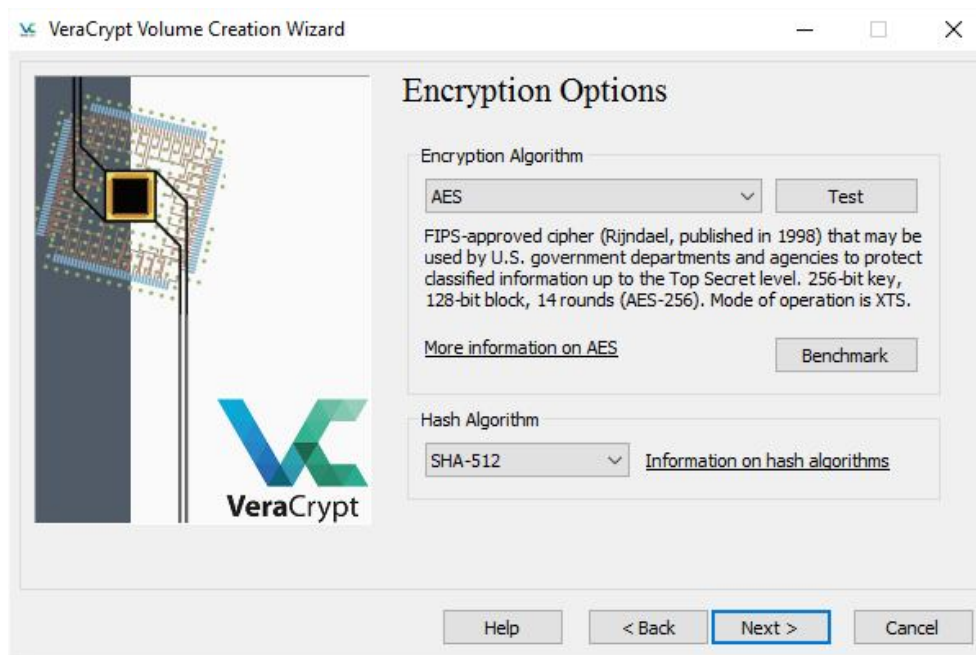 VeraCrypt Volume Creation Wizard
Encryption Options
Encryption Algorithm
AES
Test
FIPS-approved cipher (Rijndael, published in 1998) that may be
used by U.S. government departments and agencies to protect
classified information up to the Top Secret level. 256-bit key,
128-bit block, 14 rounds (AES-256). Mode of operation is XTS.
More information on AES
Benchmark
Hash Algorithm
SHA-512
Information on hash algorithms
VeraCrypt
Help
< Back
Next >
Cancel